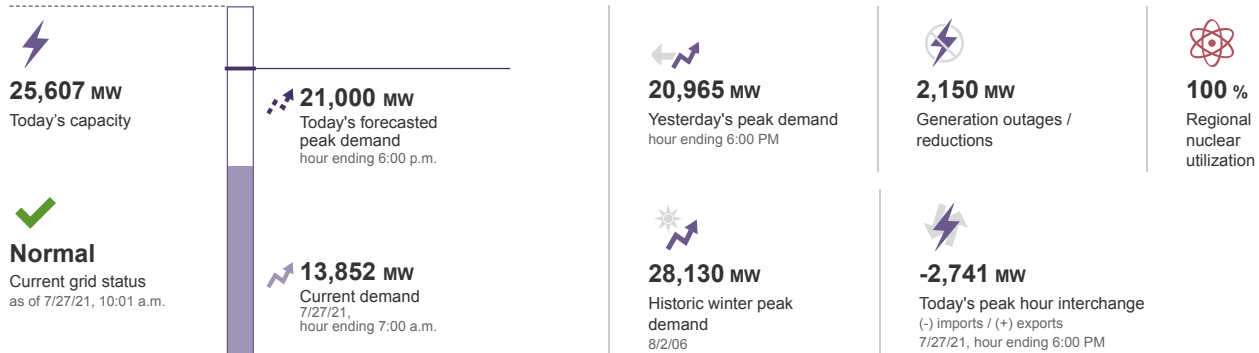 25,607 MW
Today's capacity
Normal
Current grid status
as of 7/27/21, 10:01 a.m.
21,000 MW
Today's forecasted
peak demand
hour ending 6:00 p.m.
13,852 MW
Current demand
7/27/21,
hour ending 7:00 a.m.
20,965 MW
Yesterday's peak demand
hour ending 6:00 PM
2,150 MW
Generation outages /
reductions
100 %
Regional
nuclear
utilization
28,130 MW
Historic winter peak
demand
8/2/06
-2,741 MW
Today's peak hour interchange
(-) imports / (+) exports
7/27/21, hour ending 6:00 PM